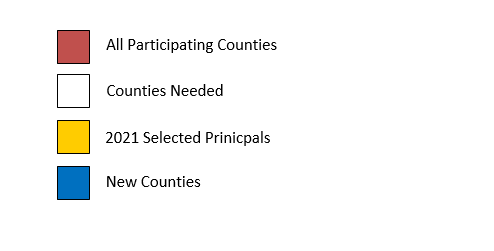 All Participating Counties
Counties Needed
2021 Selected Prinicpals
New Counties